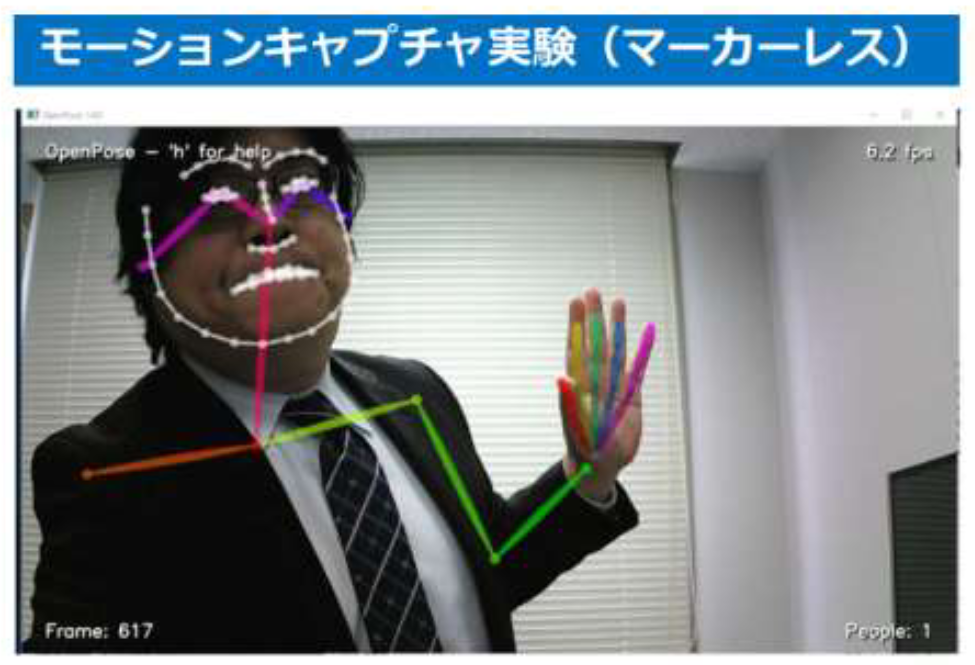 モーションキャプチャ実験（マーカーレス）
OpenPose - 'h' for help
6.2 fps
Frame: 617
People: 1